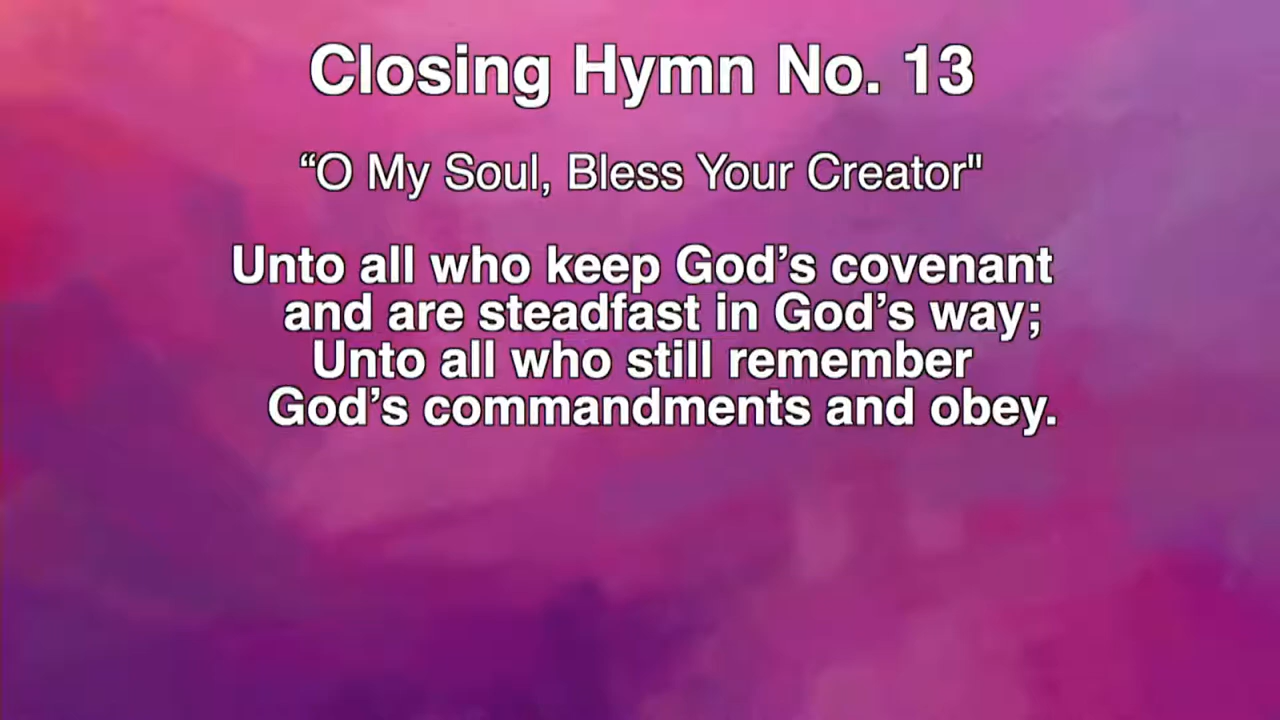 Closing Hymn No. 13
“O My Soul, Bless Your Creator"
Unto all who keep God’s covenant
and are steadfast in God’s way;
Unto all who still remember
God’s commandments and obey.